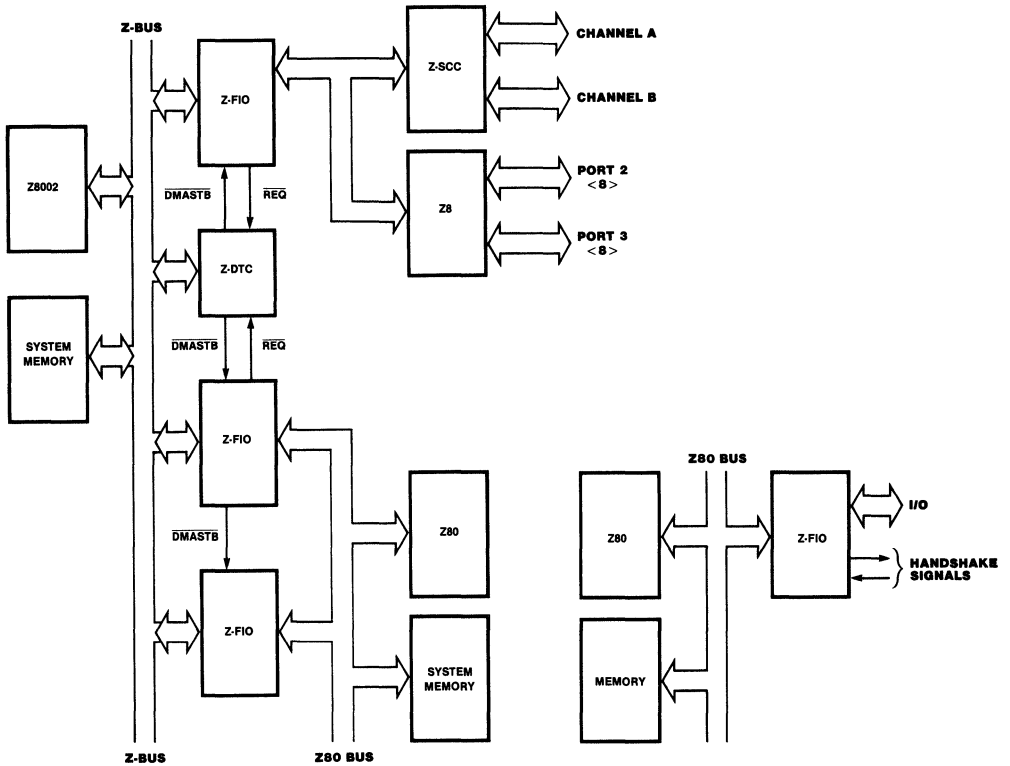 Z-BUS
Z-FIO
Z-SCC
CHANNEL A
CHANNEL B
Z8002
DMASTB
REQ
Z8
PORT 2
<8>
PORT 3
<8>
Z-DTC
SYSTEM
MEMORY
DMASTB
REQ
Z-FIO
DMASTB
Z-FIO
Z80
SYSTEM
MEMORY
Z-BUS
Z80 BUS
Z80 BUS
Z80
Z-FIO
I/O
HANDSHAKE
SIGNALS
MEMORY